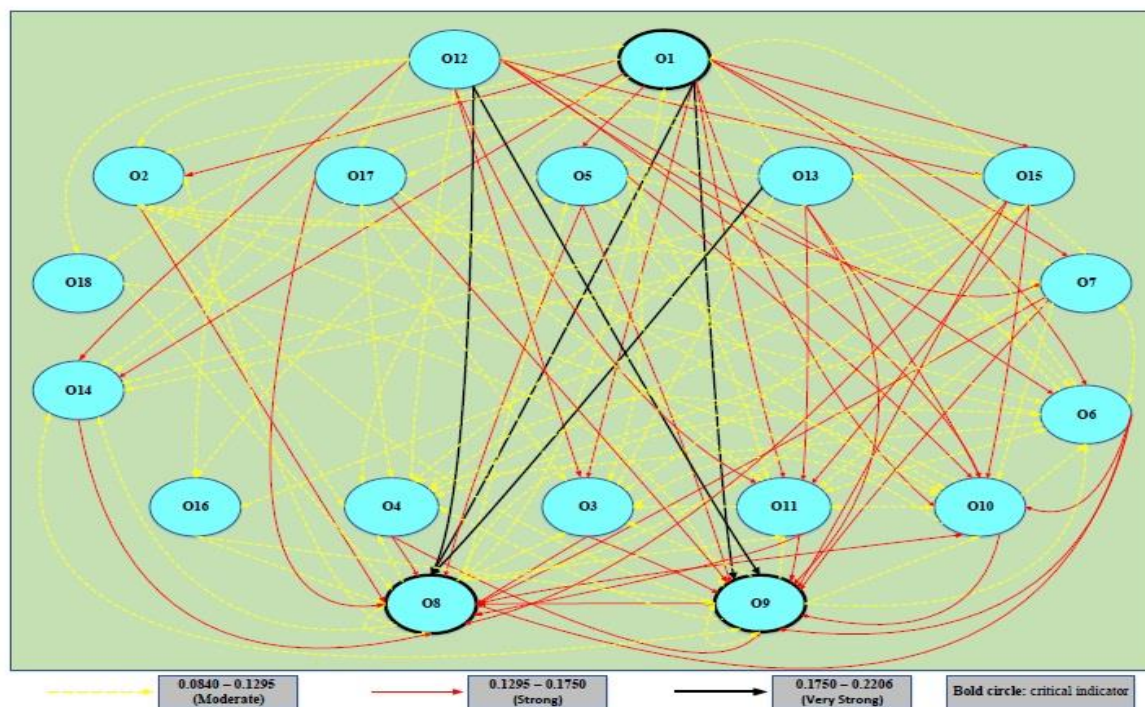 O12 O1
O2 O17 O5 O13 O15
O18 O7
O14 O6
O16 O4 O3 O11 O10
O8 O9
0.0840 – 0.1295 0.1295 – 0.1750 0.1750 – 0.2206 Bold circle: critical indicator
(Moderate) (Strong) (Very Strong)